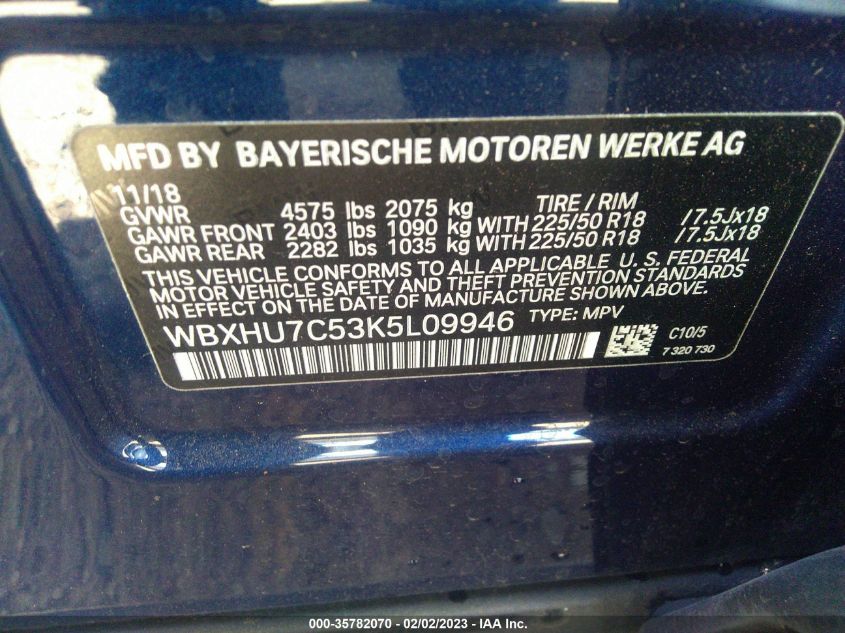 MFD BY BAYERISCHE MOTOREN WERKE AG
11/18 TIRE / RIM
GVWR 4575 lbs 2075 kg
GAWR FRONT 2403 lbs 1090 kg WITH 225/50 R18 /7.5Jx18
GAWR REAR 2282 lbs 1035 kg WITH 225/50 R18 /7.5Jx18
THIS VEHICLE CONFORMS TO ALL APPLICABLE U. S. FEDERAL
MOTOR VEHICLE SAFETY AND THEFT PREVENTION STANDARDS
IN EFFECT ON THE DATE OF MANUFACTURE SHOWN ABOVE.
WBXHU7C53K5L09946 TYPE: MPV
C10/5
7 320 730
000-35782070 - 02/02/2023 - IAA Inc.